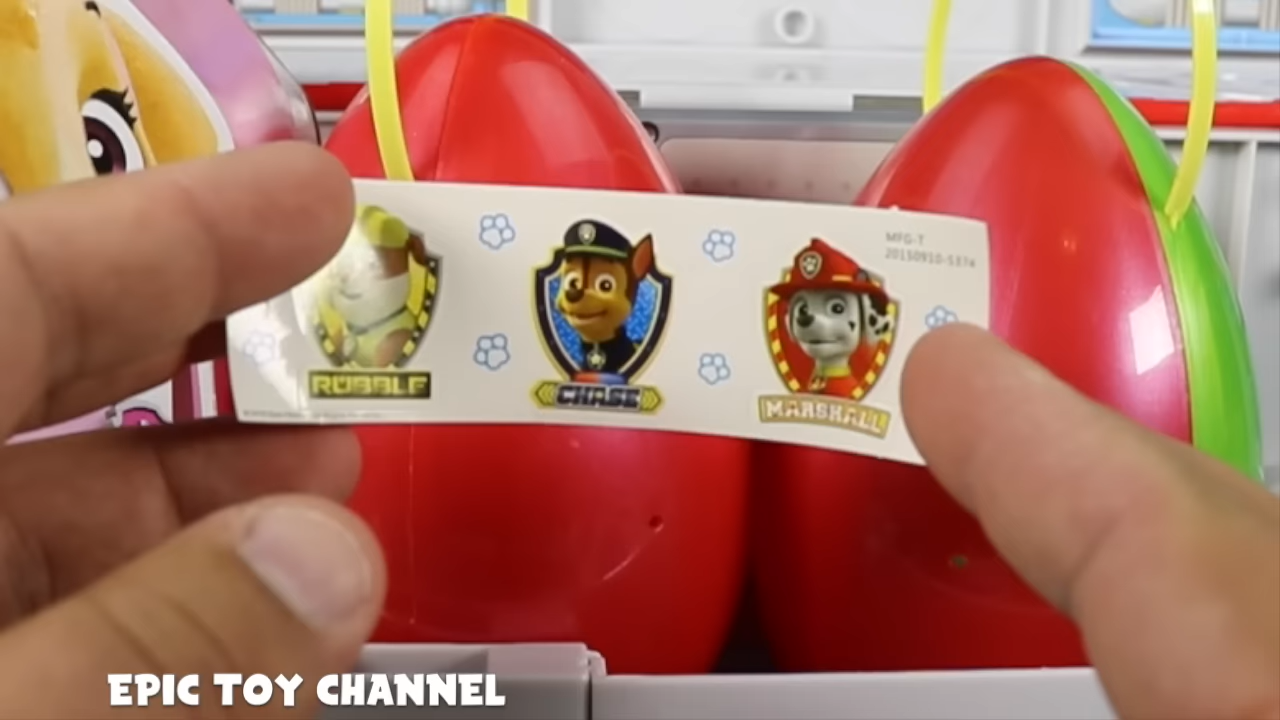 MFG-T
20150910-5374
RUBBLE
CHASE
MARSHALL
EPIC TOY CHANNEL